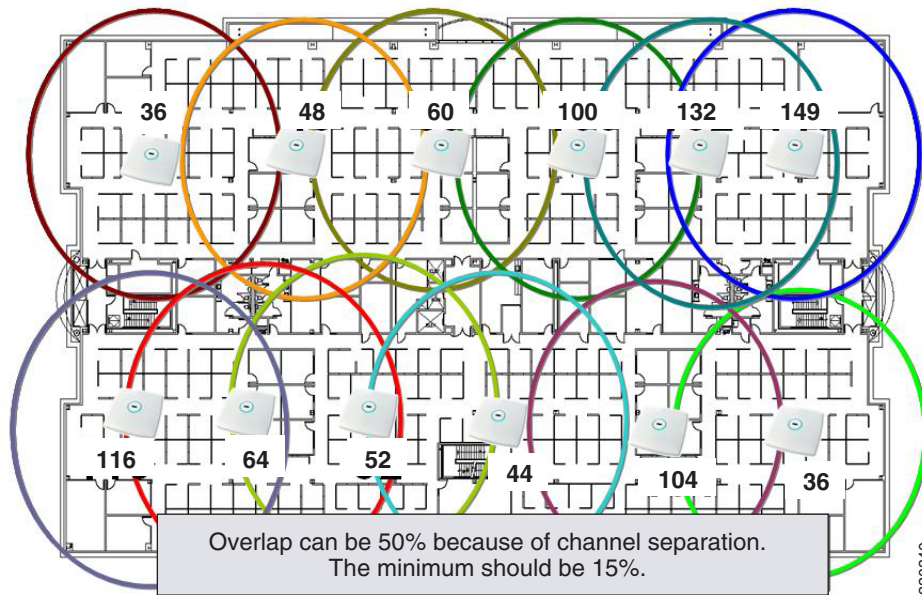 36 48 60 100 132 149
116 64 52 44 104 36
Overlap can be 50% because of channel separation.
The minimum should be 15%.